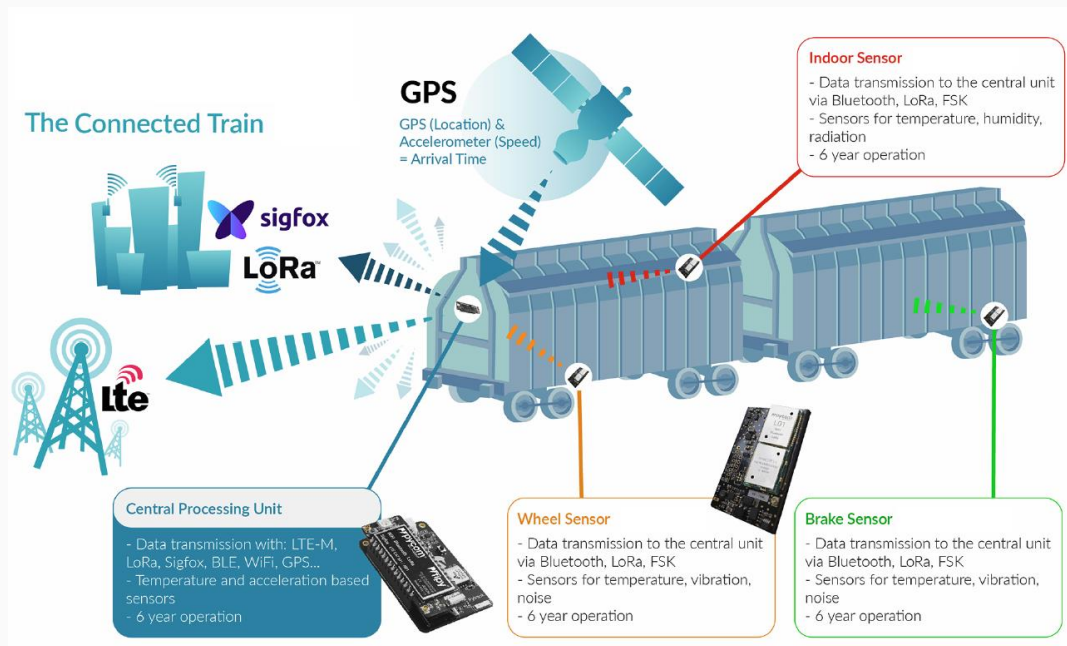 The Connected Train
GPS
GPS (Location) &
Accelerometer (Speed)
= Arrival Time
sigfox
LoRa™
Lte
Indoor Sensor
- Data transmission to the central unit
via Bluetooth, LoRa, FSK
- Sensors for temperature, humidity,
radiation
- 6 year operation
Central Processing Unit
- Data transmission with: LTE-M,
LoRa, Sigfox, BLE, WiFi, GPS...
- Temperature and acceleration based
sensors
- 6 year operation
Wheel Sensor
- Data transmission to the central unit
via Bluetooth, LoRa, FSK
- Sensors for temperature, vibration,
noise
- 6 year operation
Brake Sensor
- Data transmission to the central unit
via Bluetooth, LoRa, FSK
- Sensors for temperature, vibration,
noise
- 6 year operation
pycom
L01